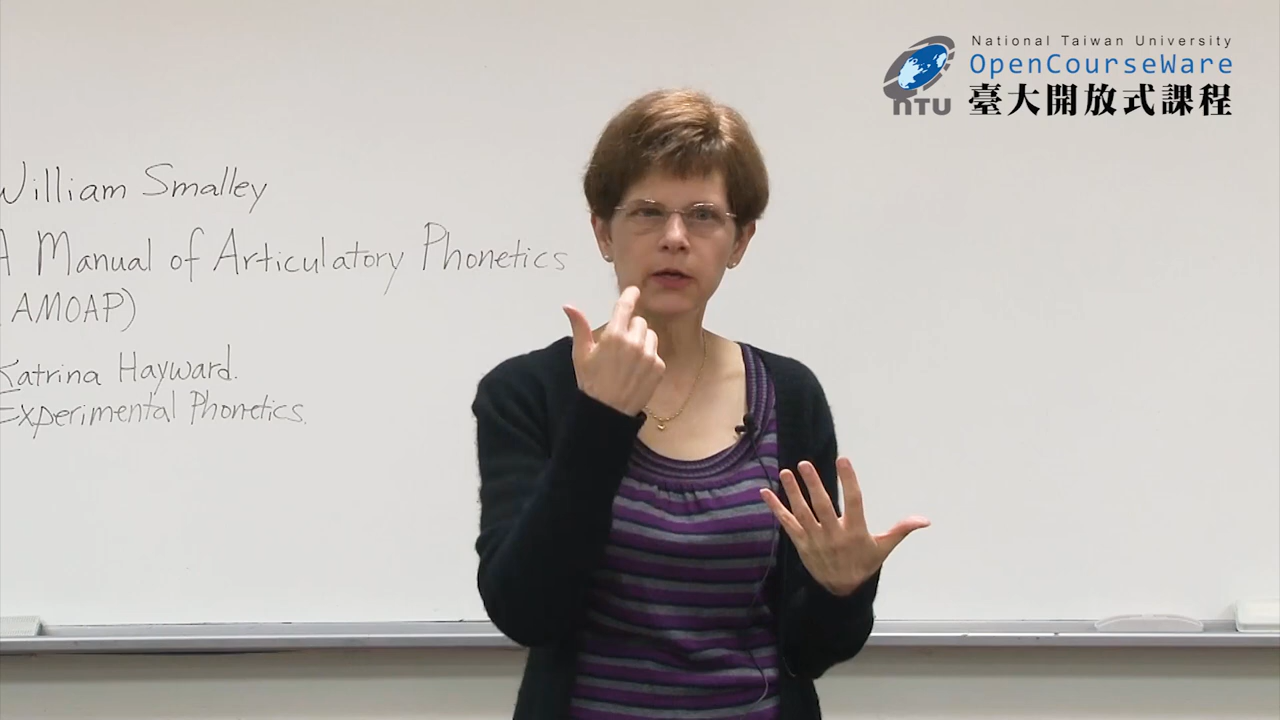 National Taiwan University
OpenCourseWare
NTU
臺大開放式課程
William Smalley
A Manual of Articulatory Phonetics
(AMOAP)
Katrina Hayward.
Experimental Phonetics.